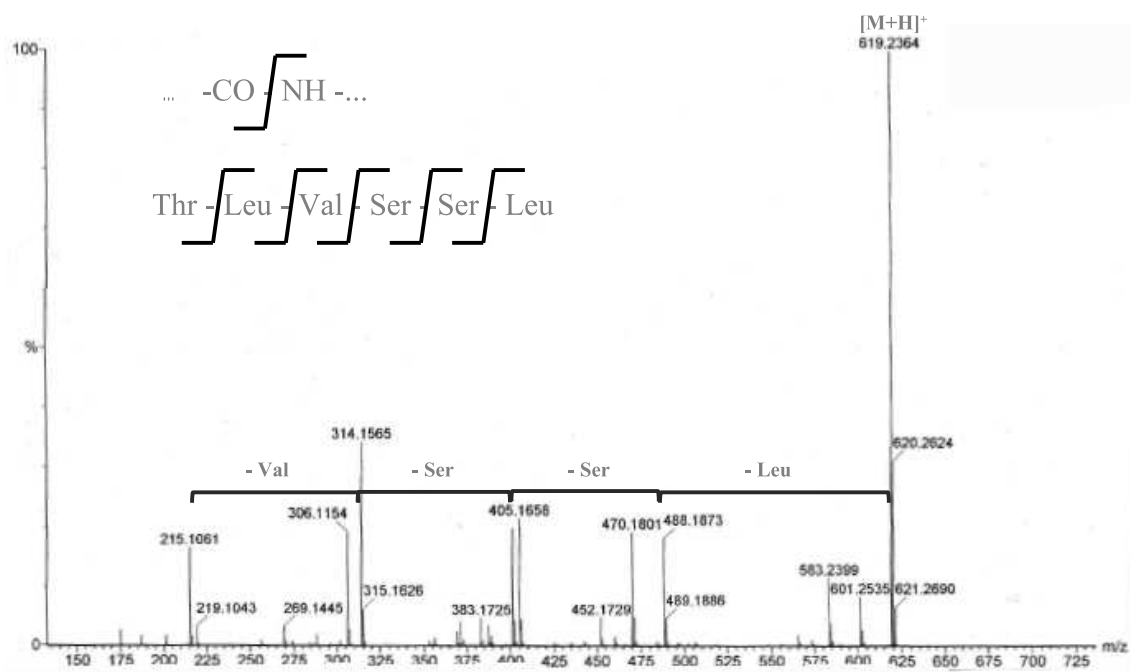 [M+H]+
619.2364
100
... -CO - NH -...
Thr - Leu - Val - Ser - Ser - Leu
%
314.1565
620.2624
- Val
- Ser
- Ser
- Leu
306.1154
405.1658
470.1801
488.1873
215.1061
583.2399
315.1626
601.2535
621.2690
219.1043
269.1445
383.1725
452.1729
489.1886
0
150 175 200 225 250 275 300 325 350 375 400 425 450 475 500 525 550 575 600 625 650 675 700 725 m/z